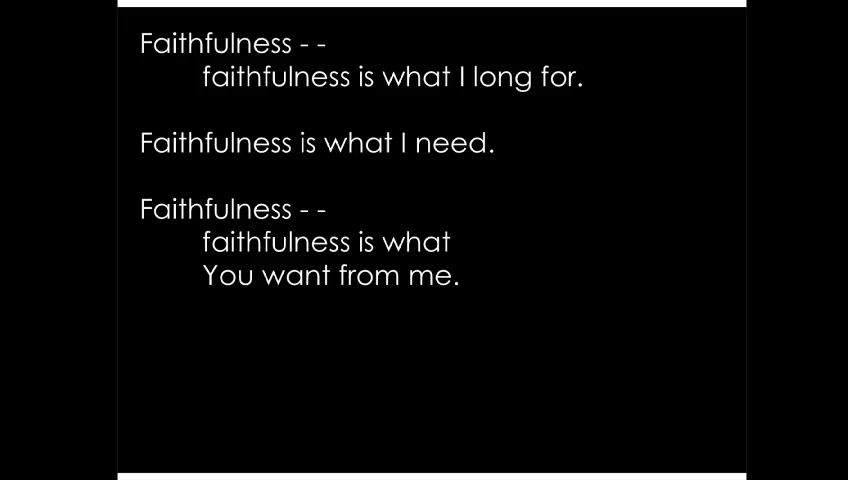 Faithfulness - -
faithfulness is what I long for.
Faithfulness is what I need.
Faithfulness - -
faithfulness is what
You want from me.